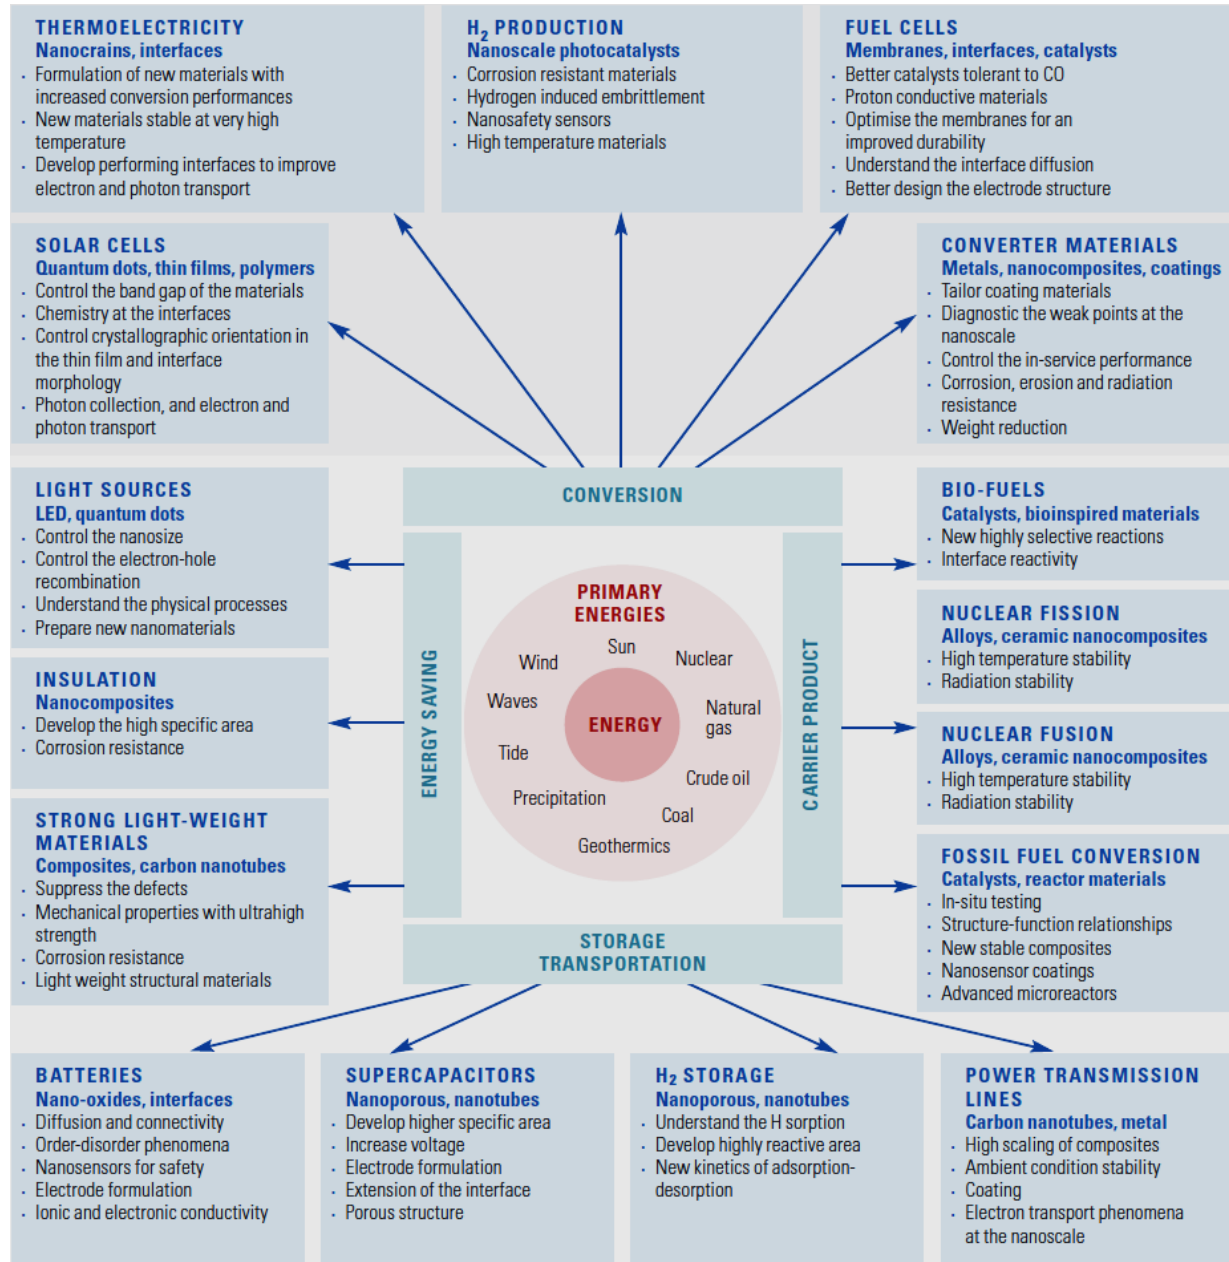 THERMOELECTRICITY
Nanocrains, interfaces
· Formulation of new materials with
increased conversion performances
· New materials stable at very high
temperature
· Develop performing interfaces to improve
electron and photon transport
H₂ PRODUCTION
Nanoscale photocatalysts
· Corrosion resistant materials
· Hydrogen induced embrittlement
· Nanosafety sensors
· High temperature materials
FUEL CELLS
Membranes, interfaces, catalysts
· Better catalysts tolerant to CO
· Proton conductive materials
· Optimise the membranes for an
improved durability
· Understand the interface diffusion
· Better design the electrode structure
SOLAR CELLS
Quantum dots, thin films, polymers
· Control the band gap of the materials
· Chemistry at the interfaces
· Control crystallographic orientation in
the thin film and interface
morphology
· Photon collection, and electron and
photon transport
CONVERTER MATERIALS
Metals, nanocomposites, coatings
· Tailor coating materials
· Diagnostic the weak points at the
nanoscale
· Control the in-service performance
· Corrosion, erosion and radiation
resistance
· Weight reduction
LIGHT SOURCES
LED, quantum dots
· Control the nanosize
· Control the electron-hole
recombination
· Understand the physical processes
· Prepare new nanomaterials
INSULATION
Nanocomposites
· Develop the high specific area
· Corrosion resistance
STRONG LIGHT-WEIGHT
MATERIALS
Composites, carbon nanotubes
· Suppress the defects
· Mechanical properties with ultrahigh
strength
· Corrosion resistance
· Light weight structural materials
CONVERSION
ENERGY SAVING
PRIMARY
ENERGIES
Sun
Wind
Nuclear
Waves
Natural
gas
ENERGY
Tide
Crude oil
Precipitation
Coal
Geothermics
CARRIER PRODUCT
STORAGE
TRANSPORTATION
BIO-FUELS
Catalysts, bioinspired materials
· New highly selective reactions
· Interface reactivity
NUCLEAR FISSION
Alloys, ceramic nanocomposites
· High temperature stability
· Radiation stability
NUCLEAR FUSION
Alloys, ceramic nanocomposites
· High temperature stability
· Radiation stability
FOSSIL FUEL CONVERSION
Catalysts, reactor materials
· In-situ testing
· Structure-function relationships
· New stable composites
· Nanosensor coatings
· Advanced microreactors
BATTERIES
Nano-oxides, interfaces
· Diffusion and connectivity
· Order-disorder phenomena
· Nanosensors for safety
· Electrode formulation
· Ionic and electronic conductivity
SUPERCAPACITORS
Nanoporous, nanotubes
· Develop higher specific area
· Increase voltage
· Electrode formulation
· Extension of the interface
· Porous structure
H₂ STORAGE
Nanoporous, nanotubes
· Understand the H sorption
· Develop highly reactive area
· New kinetics of adsorption-
desorption
POWER TRANSMISSION
LINES
Carbon nanotubes, metal
· High scaling of composites
· Ambient condition stability
· Coating
· Electron transport phenomena
at the nanoscale